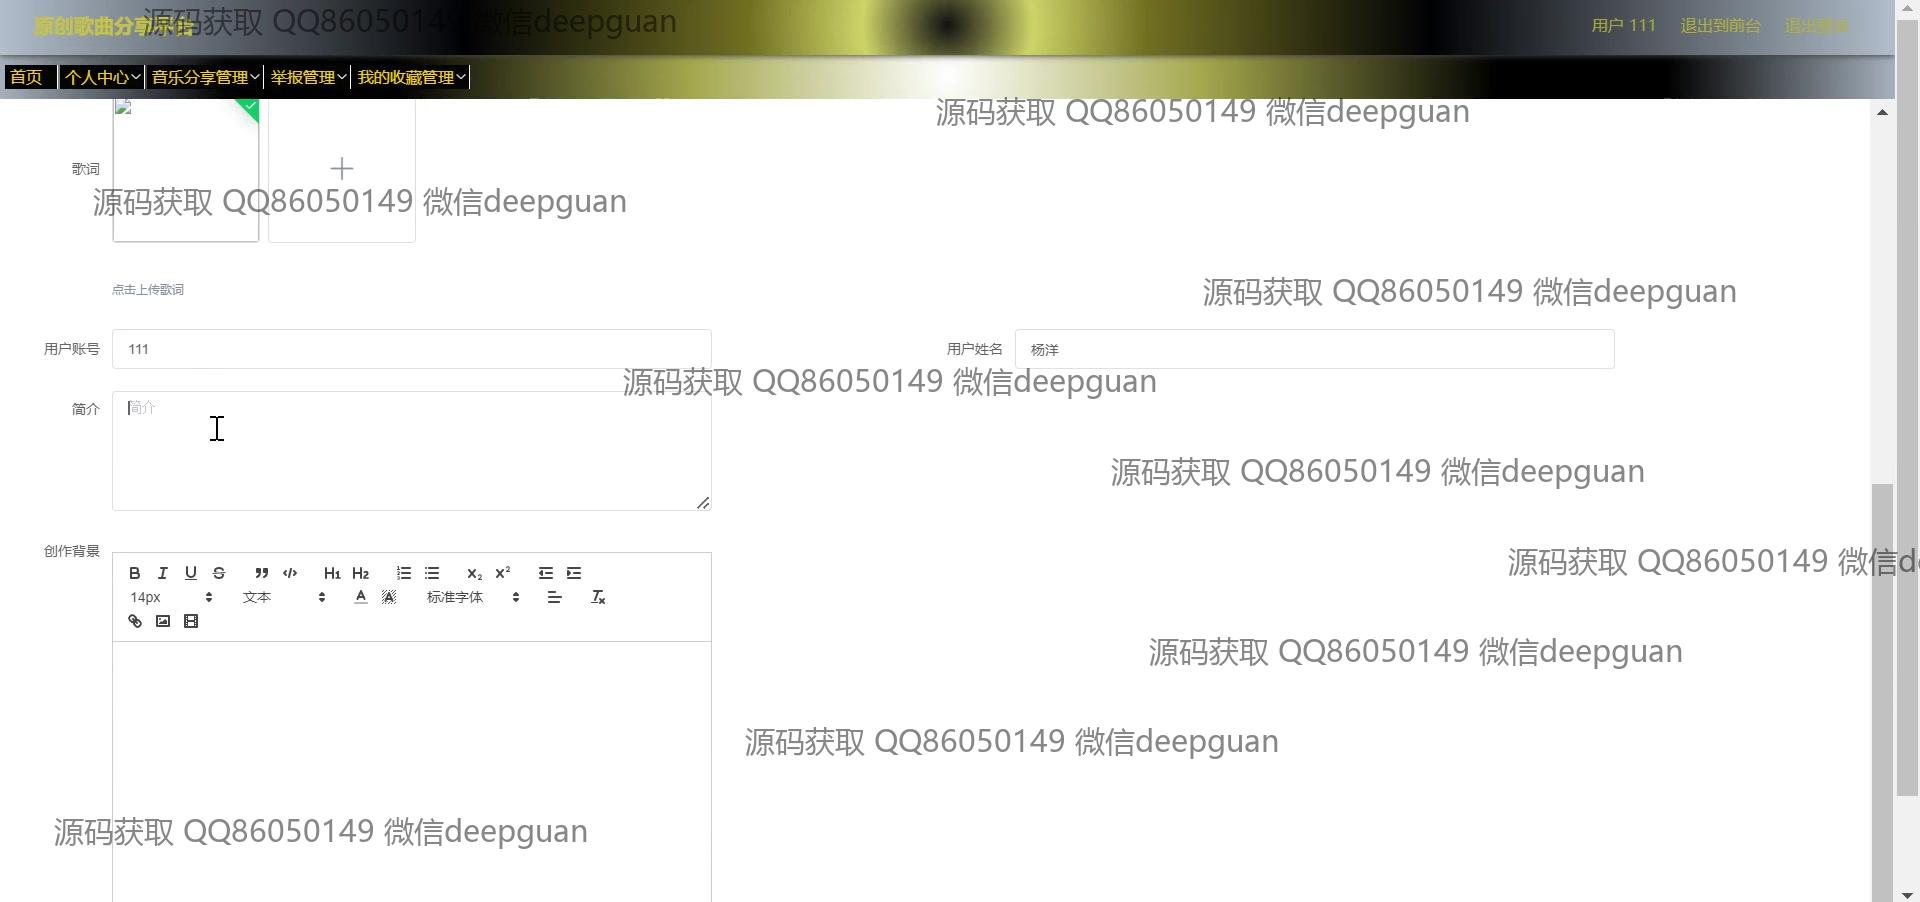 原创歌曲分享平台
源码获取 QQ86050149 微信deepguan
用户 111
退出到前台
首页
个人中心
音乐分享管理
举报管理
我的收藏管理
源码获取 QQ86050149 微信deepguan
歌词
源码获取 QQ86050149 微信deepguan
点击上传歌词
源码获取 QQ86050149 微信deepguan
用户账号
111
用户姓名
杨洋
源码获取 QQ86050149 微信deepguan
简介
简介
源码获取 QQ86050149 微信deepguan
创作背景
源码获取 QQ86050149 微信d
B I U S H1 H2 x₂ x²
14px
文本
A
A
标准字体
源码获取 QQ86050149 微信deepguan
源码获取 QQ86050149 微信deepguan
源码获取 QQ86050149 微信deepguan